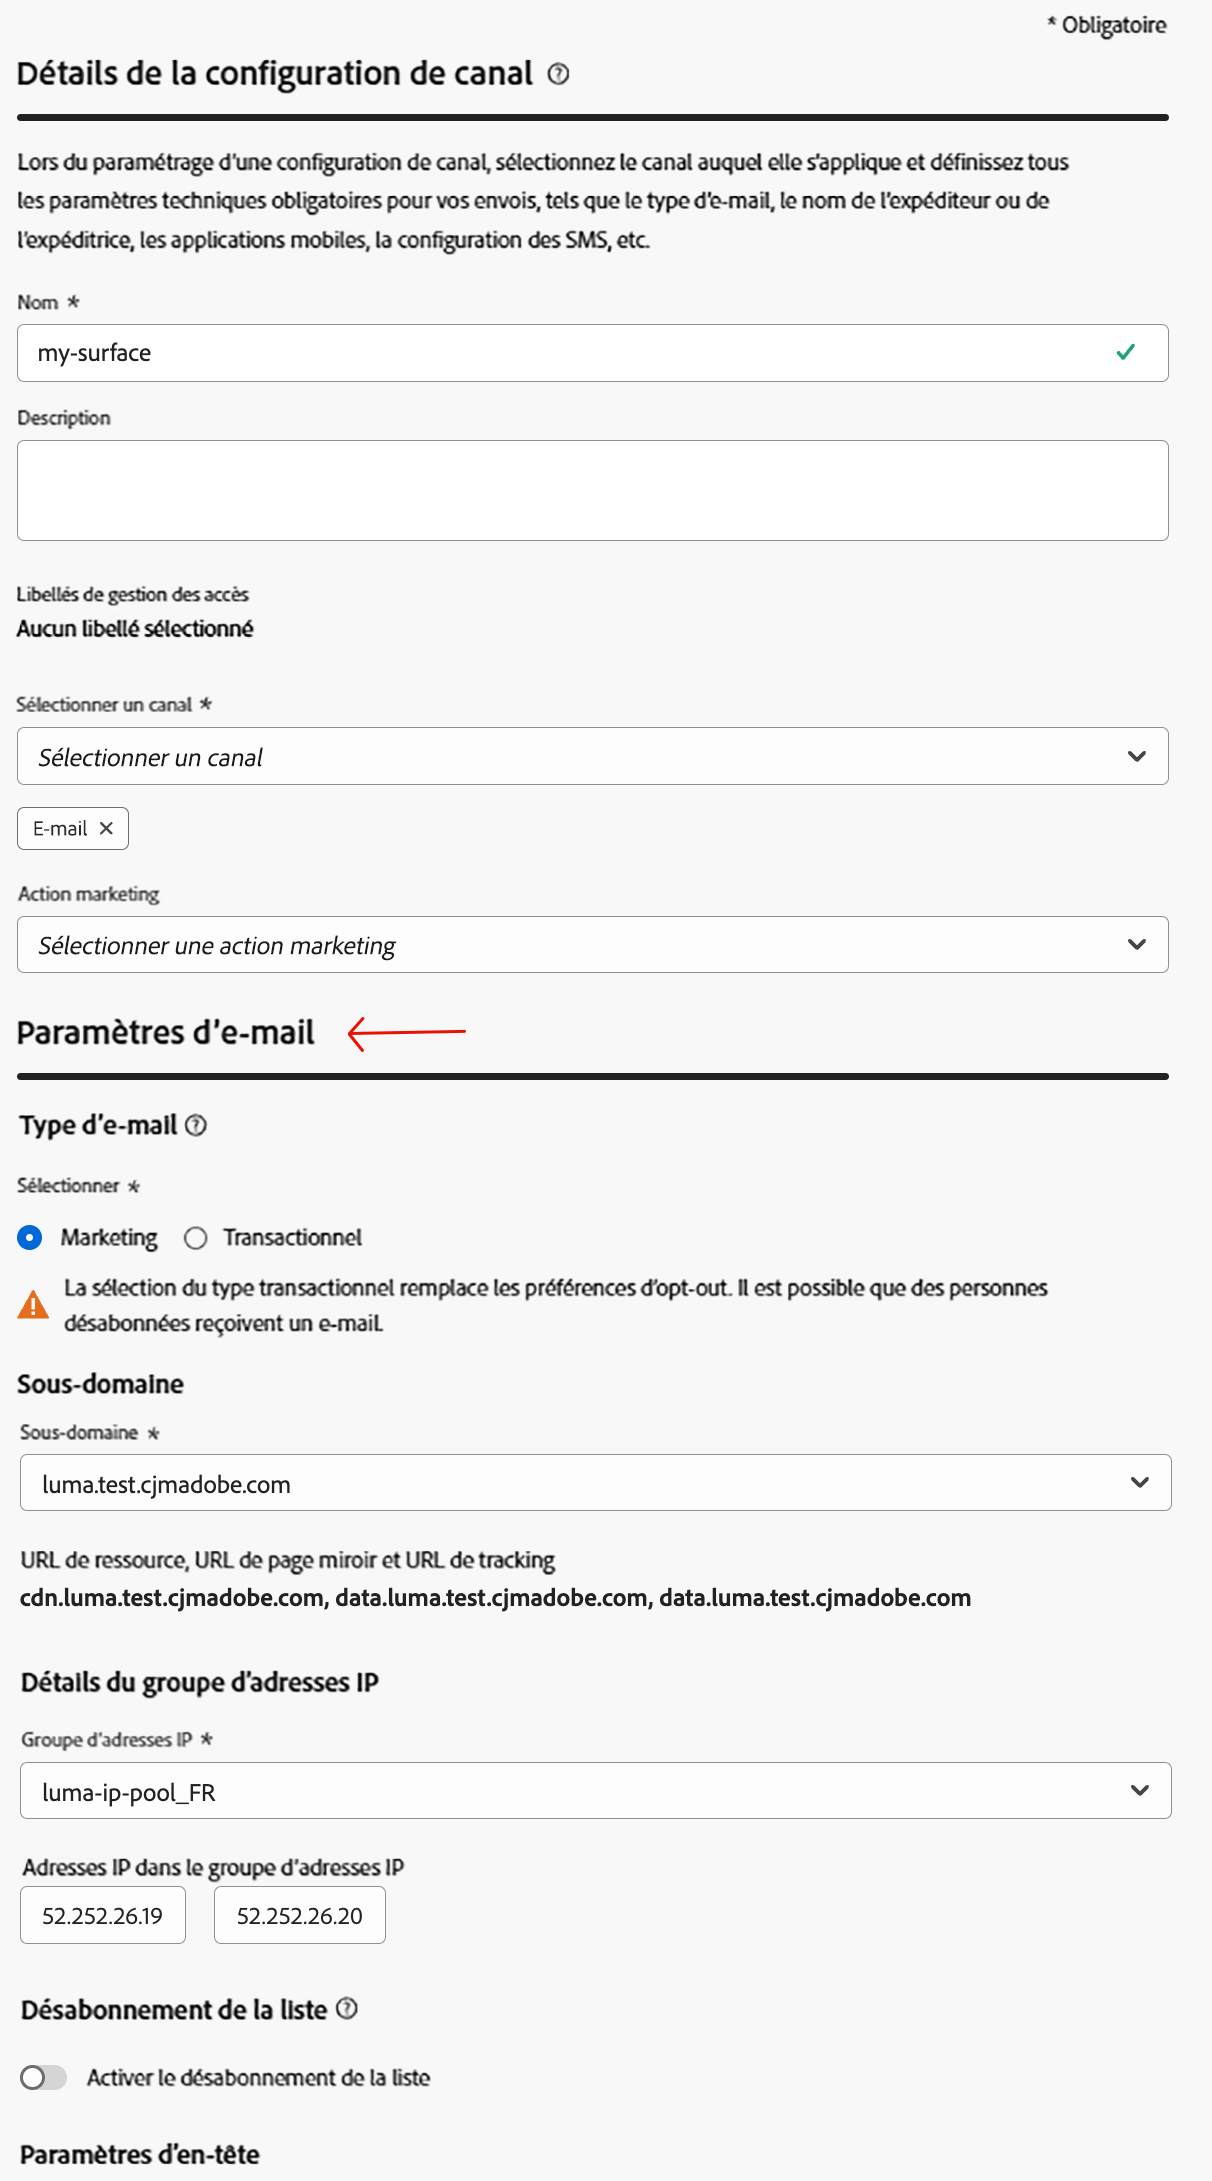 * Obligatoire
Détails de la configuration de canal
Lors du paramétrage d'une configuration de canal, sélectionnez le canal auquel elle s'applique et définissez tous
les paramètres techniques obligatoires pour vos envois, tels que le type d'e-mail, le nom de l'expéditeur ou de
l'expéditrice, les applications mobiles, la configuration des SMS, etc.
Nom *
my-surface
Description
Libellés de gestion des accès
Aucun libellé sélectionné
Sélectionner un canal *
Sélectionner un canal
E-mail
Action marketing
Sélectionner une action marketing
Paramètres d'e-mail
Type d'e-mail
Sélectionner *
Marketing Transactionnel
La sélection du type transactionnel remplace les préférences d'opt-out. Il est possible que des personnes
désabonnées reçoivent un e-mail.
Sous-domaine
Sous-domaine *
luma.test.cjmadobe.com
URL de ressource, URL de page miroir et URL de tracking
cdn.luma.test.cjmadobe.com, data.luma.test.cjmadobe.com, data.luma.test.cjmadobe.com
Détails du groupe d'adresses IP
Groupe d'adresses IP *
luma-ip-pool_FR
Adresses IP dans le groupe d'adresses IP
52.252.26.19 52.252.26.20
Désabonnement de la liste
Activer le désabonnement de la liste
Paramètres d'en-tête